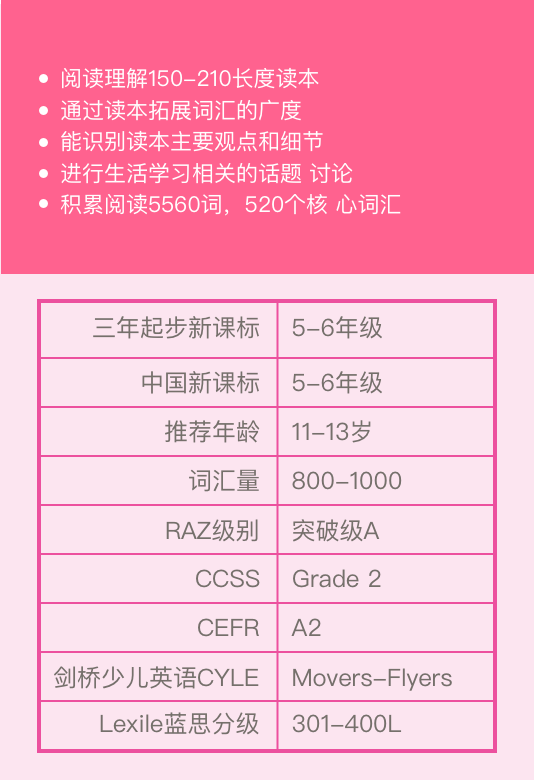 阅读理解150-210长度读本
通过读本拓展词汇的广度
能识别读本主要观点和细节
进行生活学习相关的话题 讨论
积累阅读5560词，520个核 心词汇
三年起步新课标 5-6年级
中国新课标 5-6年级
推荐年龄 11-13岁
词汇量 800-1000
RAZ级别 突破级A
CCSS Grade 2
CEFR A2
剑桥少儿英语CYLE Movers-Flyers
Lexile蓝思分级 301-400L